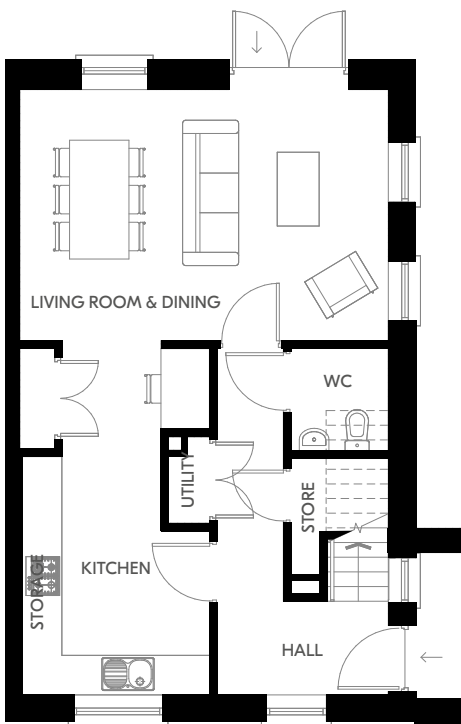 LIVING ROOM & DINING
WC
UTILITY
STORE
STORAGE
KITCHEN
HALL